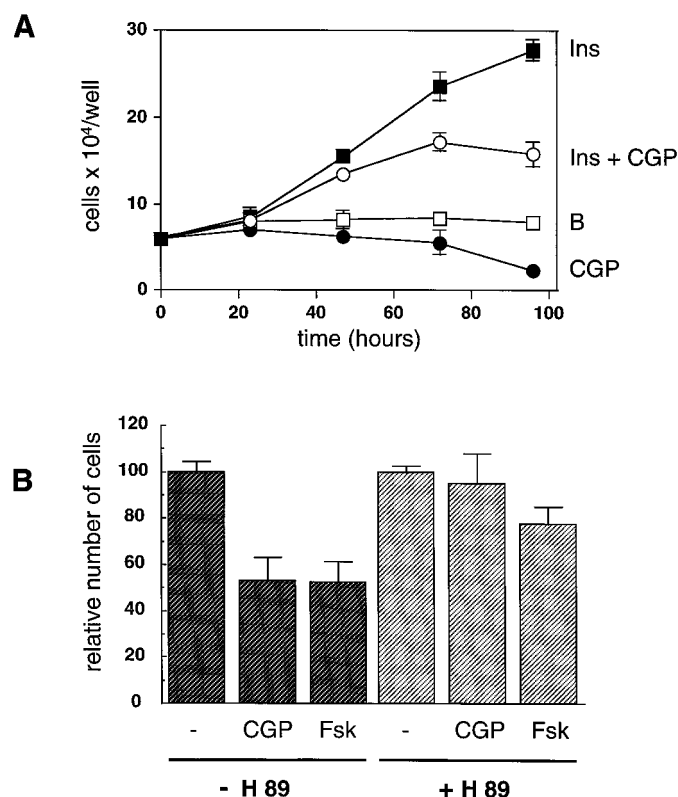 A
30
20
10
0
cells x 10⁴/well
0 20 40 60 80 100
time (hours)
Ins
Ins + CGP
B
CGP
B
120
100
80
60
40
20
0
relative number of cells
- CGP Fsk - CGP Fsk
- H 89 + H 89